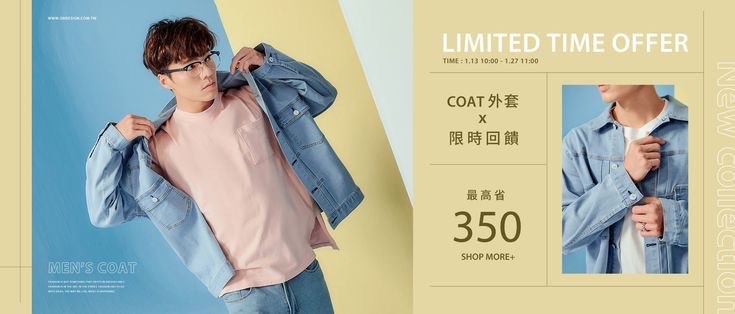 WWW.OBDESIGN.COM.TW
LIMITED TIME OFFER
TIME : 1.13 10:00 - 1.27 11:00
COAT 外套
x
限時回饋
最高省
350
SHOP MORE+
MEN'S COAT
New Collection